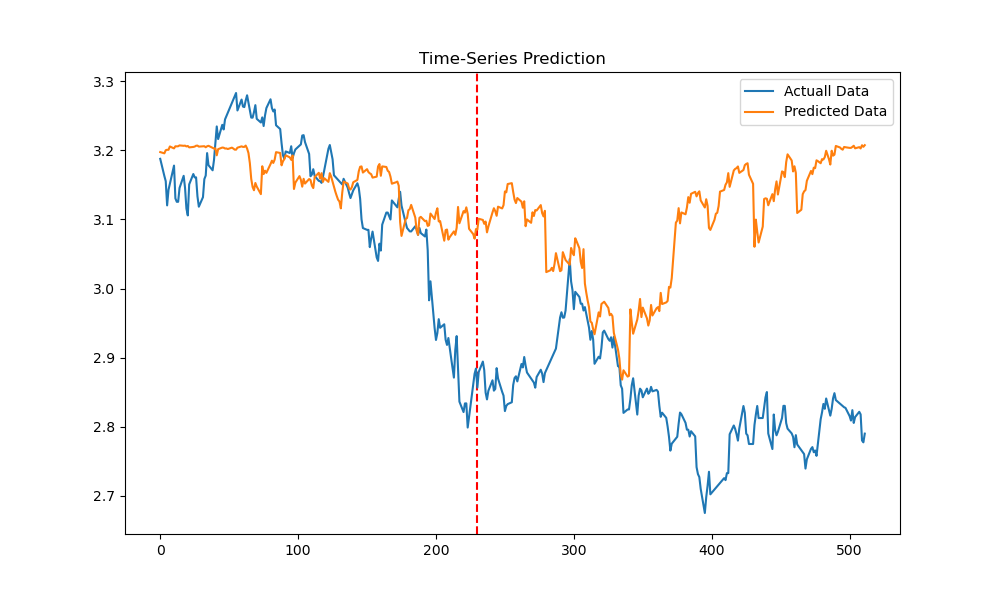 Time-Series Prediction
Actuall Data
Predicted Data
3.3
3.2
3.1
3.0
2.9
2.8
2.7
0 100 200 300 400 500